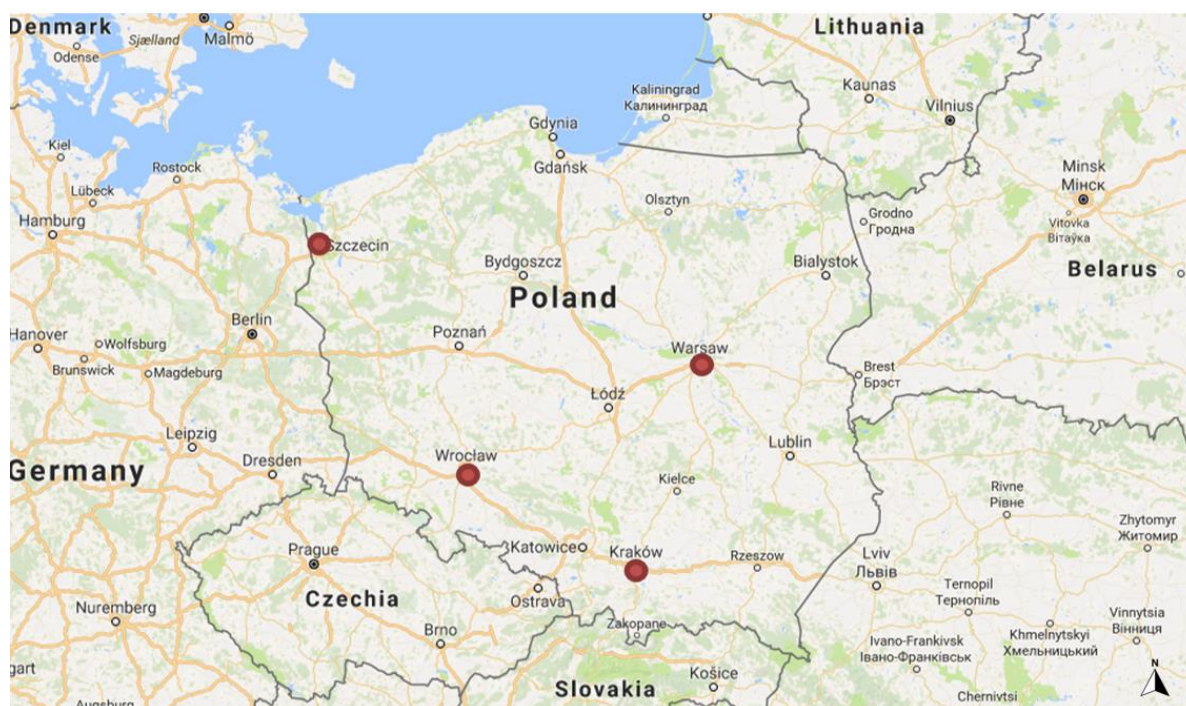 Denmark
Sjælland
Malmö
Odense
Lithuania
Kaunas
Vilnius
Kaliningrad
Калининград
Gdynia
Gdańsk
Kiel
Rostock
Lübeck
Hamburg
Minsk
Мінск
Vitovka
Вітаўка
Olsztyn
Grodno
Гродна
Szczecin
Bydgoszcz
Bialystok
Belarus
Poland
Berlin
Hanover
Wolfsburg
Brunswick
Magdeburg
Poznań
Warsaw
Brest
Брэст
Łódź
Leipzig
Dresden
Germany
Wrocław
Lublin
Kielce
Rivne
Рівне
Zhytomyr
Житомир
Prague
Katowice
Kraków
Rzeszow
Lviv
Львів
Ternopil
Тернопіль
Czechia
Ostrava
Nuremberg
Brno
Zakopane
Vinnytsia
Вінниця
Khmelnytskyi
Хмельницький
Ivano-Frankivsk
Івано-Франківськ
gart
Slovakia
Košice
Chernivtsi
N